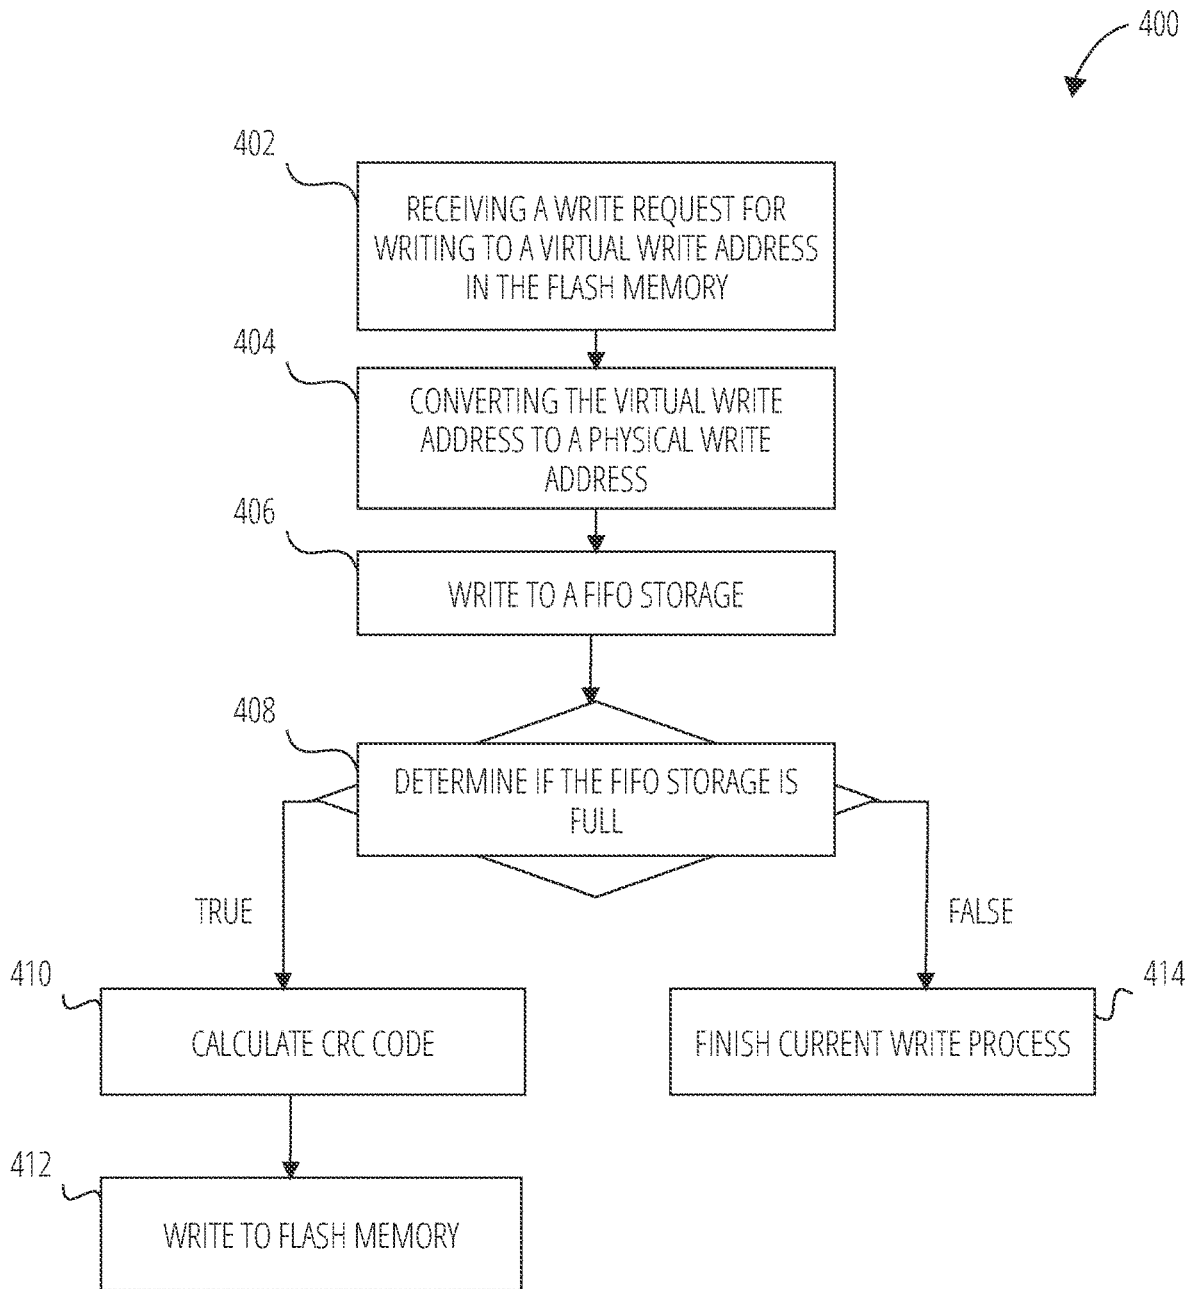 400
402
RECEIVING A WRITE REQUEST FOR
WRITING TO A VIRTUAL WRITE ADDRESS
IN THE FLASH MEMORY
404
CONVERTING THE VIRTUAL WRITE
ADDRESS TO A PHYSICAL WRITE
ADDRESS
406
WRITE TO A FIFO STORAGE
408
DETERMINE IF THE FIFO STORAGE IS
FULL
TRUE
FALSE
410
CALCULATE CRC CODE
414
FINISH CURRENT WRITE PROCESS
412
WRITE TO FLASH MEMORY